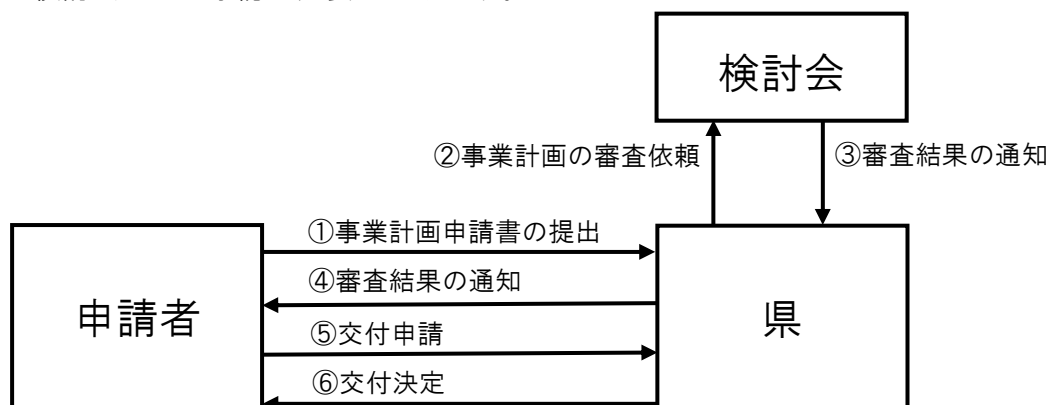 検討会
②事業計画の審査依頼
③審査結果の通知
①事業計画申請書の提出
④審査結果の通知
申請者
県
⑤交付申請
⑥交付決定